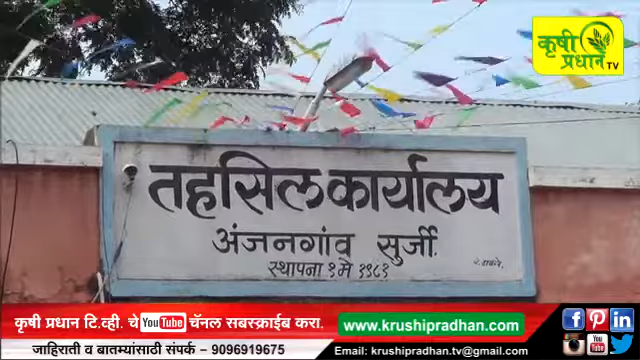 कृषी
प्रधान TV
तहसिल कार्यालय
अंजनगांव सुर्जी.
स्थापना १ मे १९८१
कृषी प्रधान टि.व्ही. चे YouTube चॅनल सबस्क्राईब करा.
www.krushipradhan.com
जाहिराती व बातम्यांसाठी संपर्क - 9096919675
Email: krushipradhan.tv@gmail.com